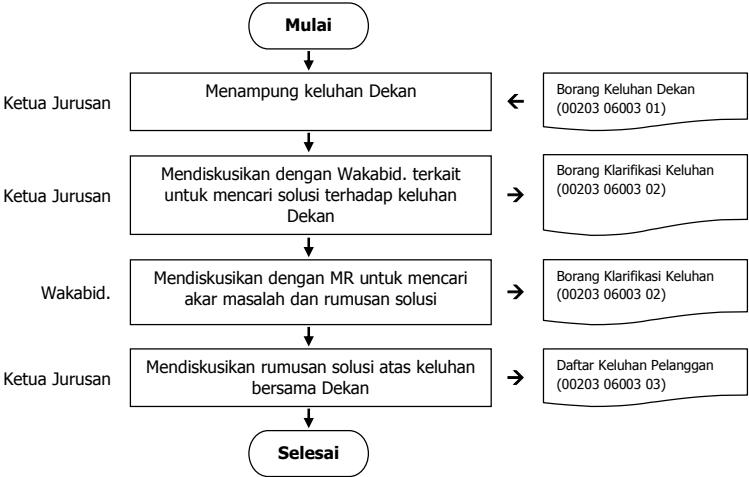 Mulai
Ketua Jurusan
Menampung keluhan Dekan
←
Borang Keluhan Dekan
(00203 06003 01)
Ketua Jurusan
Mendiskusikan dengan Wakabid. terkait
untuk mencari solusi terhadap keluhan
Dekan
→
Borang Klarifikasi Keluhan
(00203 06003 02)
Wakabid.
Mendiskusikan dengan MR untuk mencari
akar masalah dan rumusan solusi
→
Borang Klarifikasi Keluhan
(00203 06003 02)
Ketua Jurusan
Mendiskusikan rumusan solusi atas keluhan
bersama Dekan
→
Daftar Keluhan Pelanggan
(00203 06003 03)
Selesai